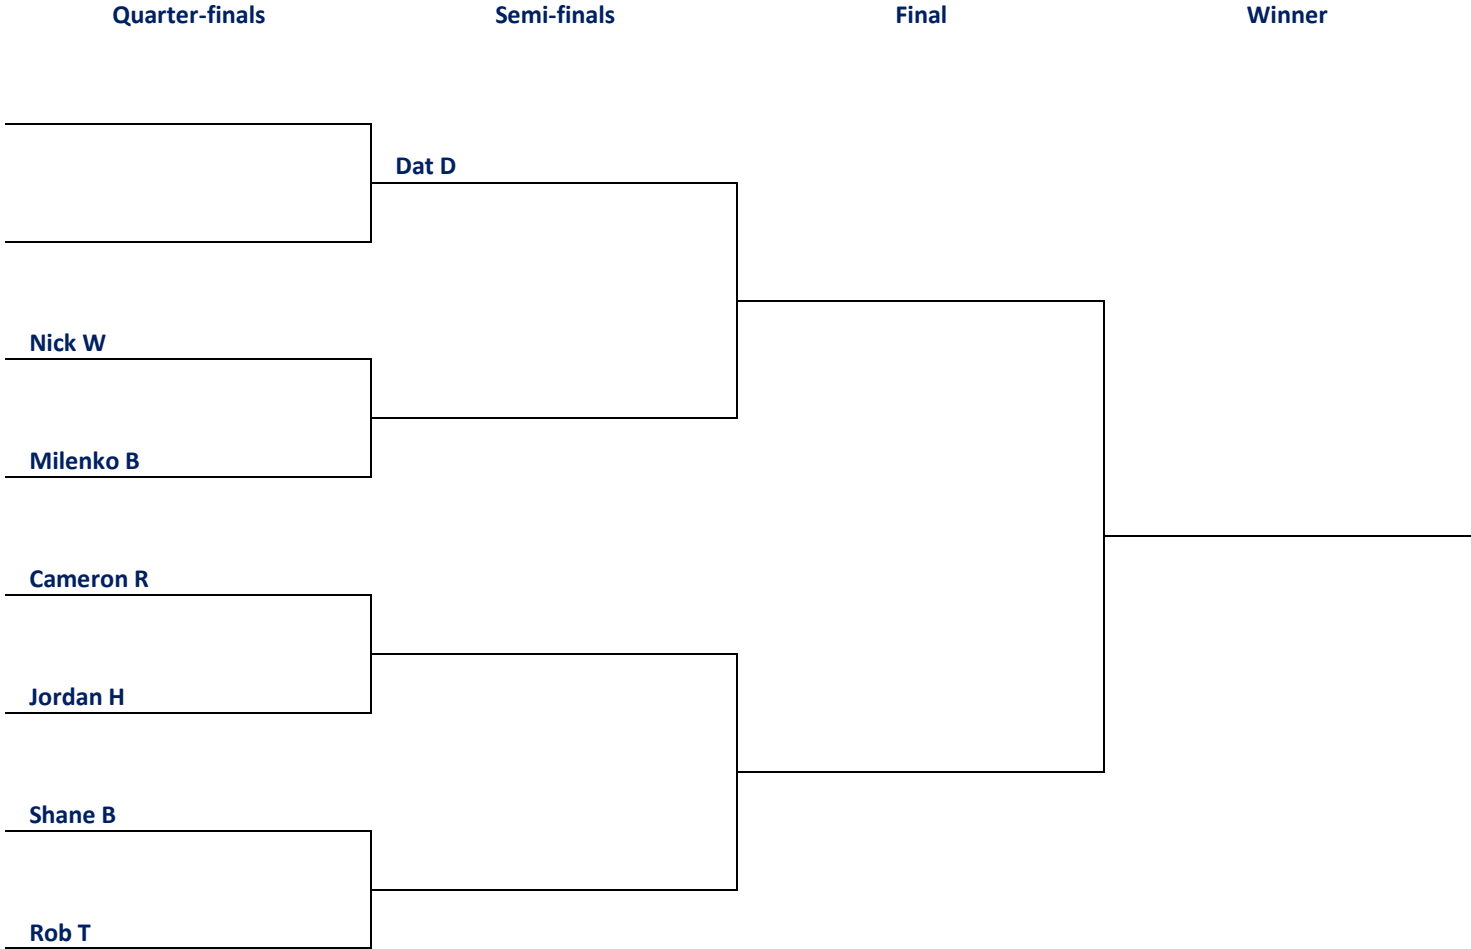 Quarter-finals Semi-finals Final Winner
Dat D
Nick W
Milenko B
Cameron R
Jordan H
Shane B
Rob T